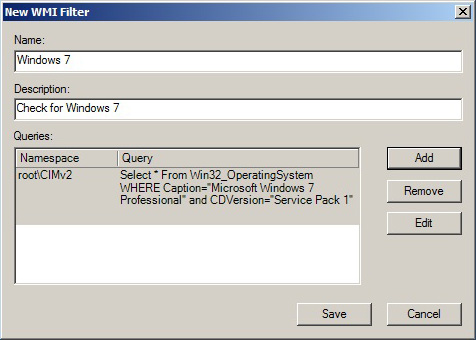 New WMI Filter
Name:
Windows 7
Description:
Check for Windows 7
Queries:
Namespace Query
root\CIMv2 Select * From Win32_OperatingSystem
WHERE Caption="Microsoft Windows 7
Professional" and CDVersion="Service Pack 1"
Add
Remove
Edit
Save Cancel